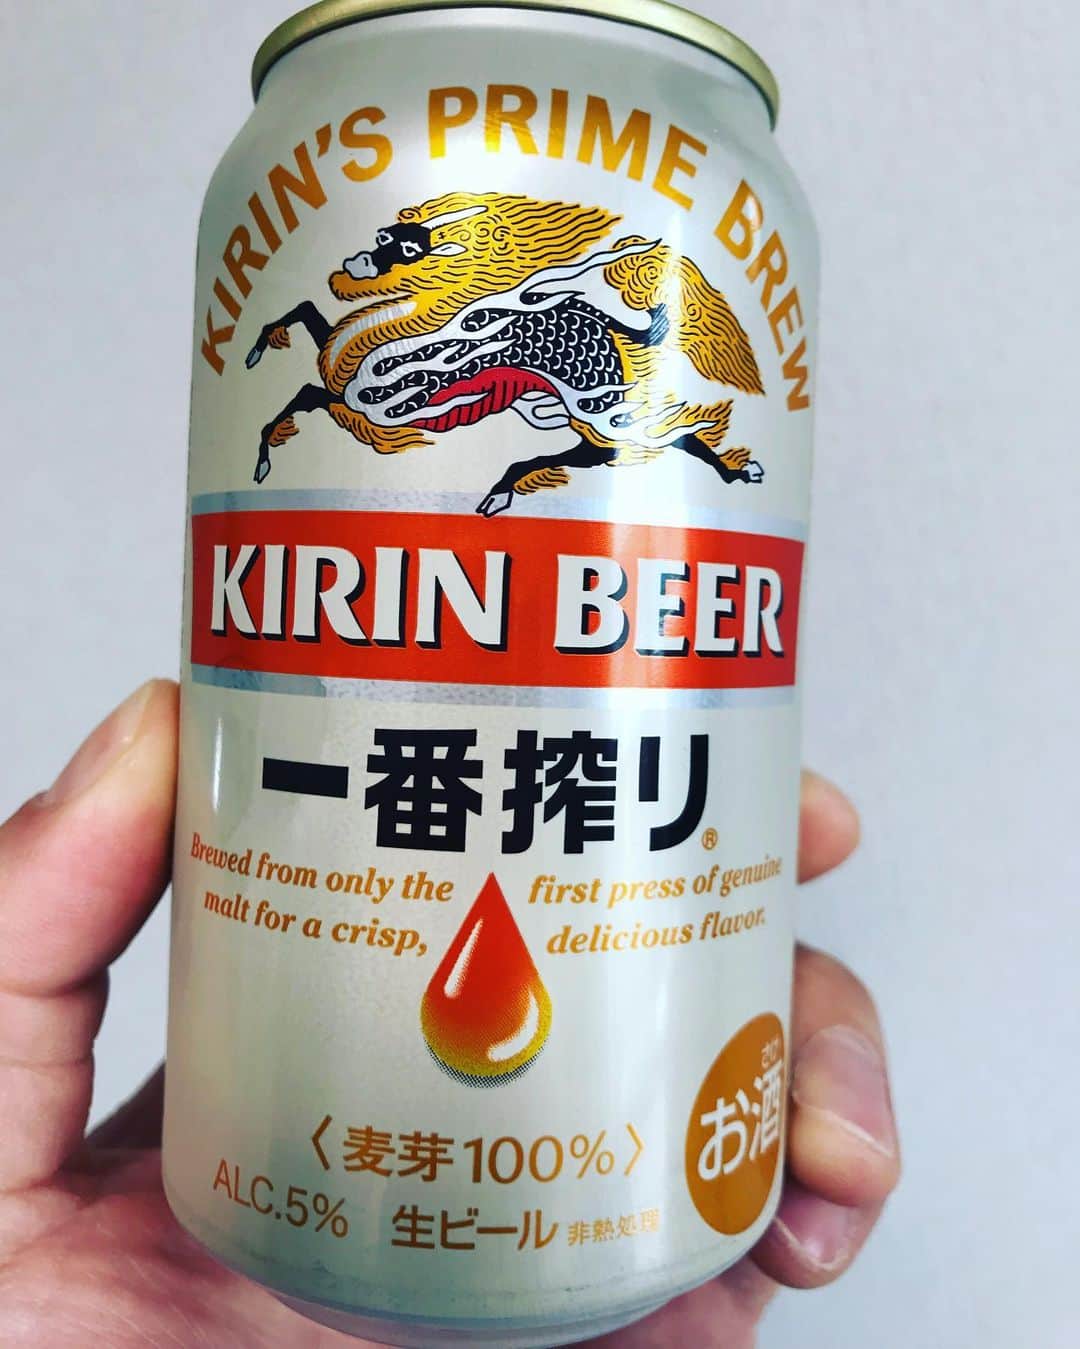 KIRIN'S PRIME BREW
KIRIN BEER
一番搾り®
Brewed from only the first press of genuine
malt for a crisp, delicious flavor.
さけ
お酒
〈麦芽100%〉
ALC.5% 生ビール 非熱処理